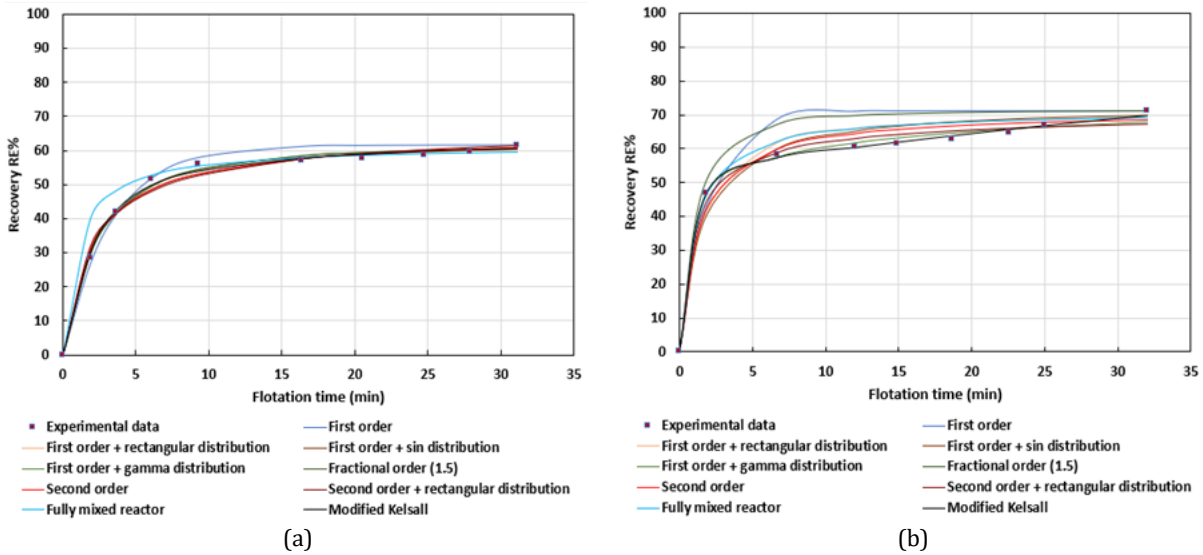 100
90
80
70
60
50
40
30
20
10
0
Recovery RE%
0 5 10 15 20 25 30 35
Flotation time (min)
Experimental data First order
First order + rectangular distribution First order + sin distribution
First order + gamma distribution Fractional order (1.5)
Second order Second order + rectangular distribution
Fully mixed reactor Modified Kelsall
(a)
100
90
80
70
60
50
40
30
20
10
0
Recovery RE%
0 5 10 15 20 25 30 35
Flotation time (min)
Experimental data First order
First order + rectangular distribution First order + sin distribution
First order + gamma distribution Fractional order (1.5)
Second order Second order + rectangular distribution
Fully mixed reactor Modified Kelsall
(b)